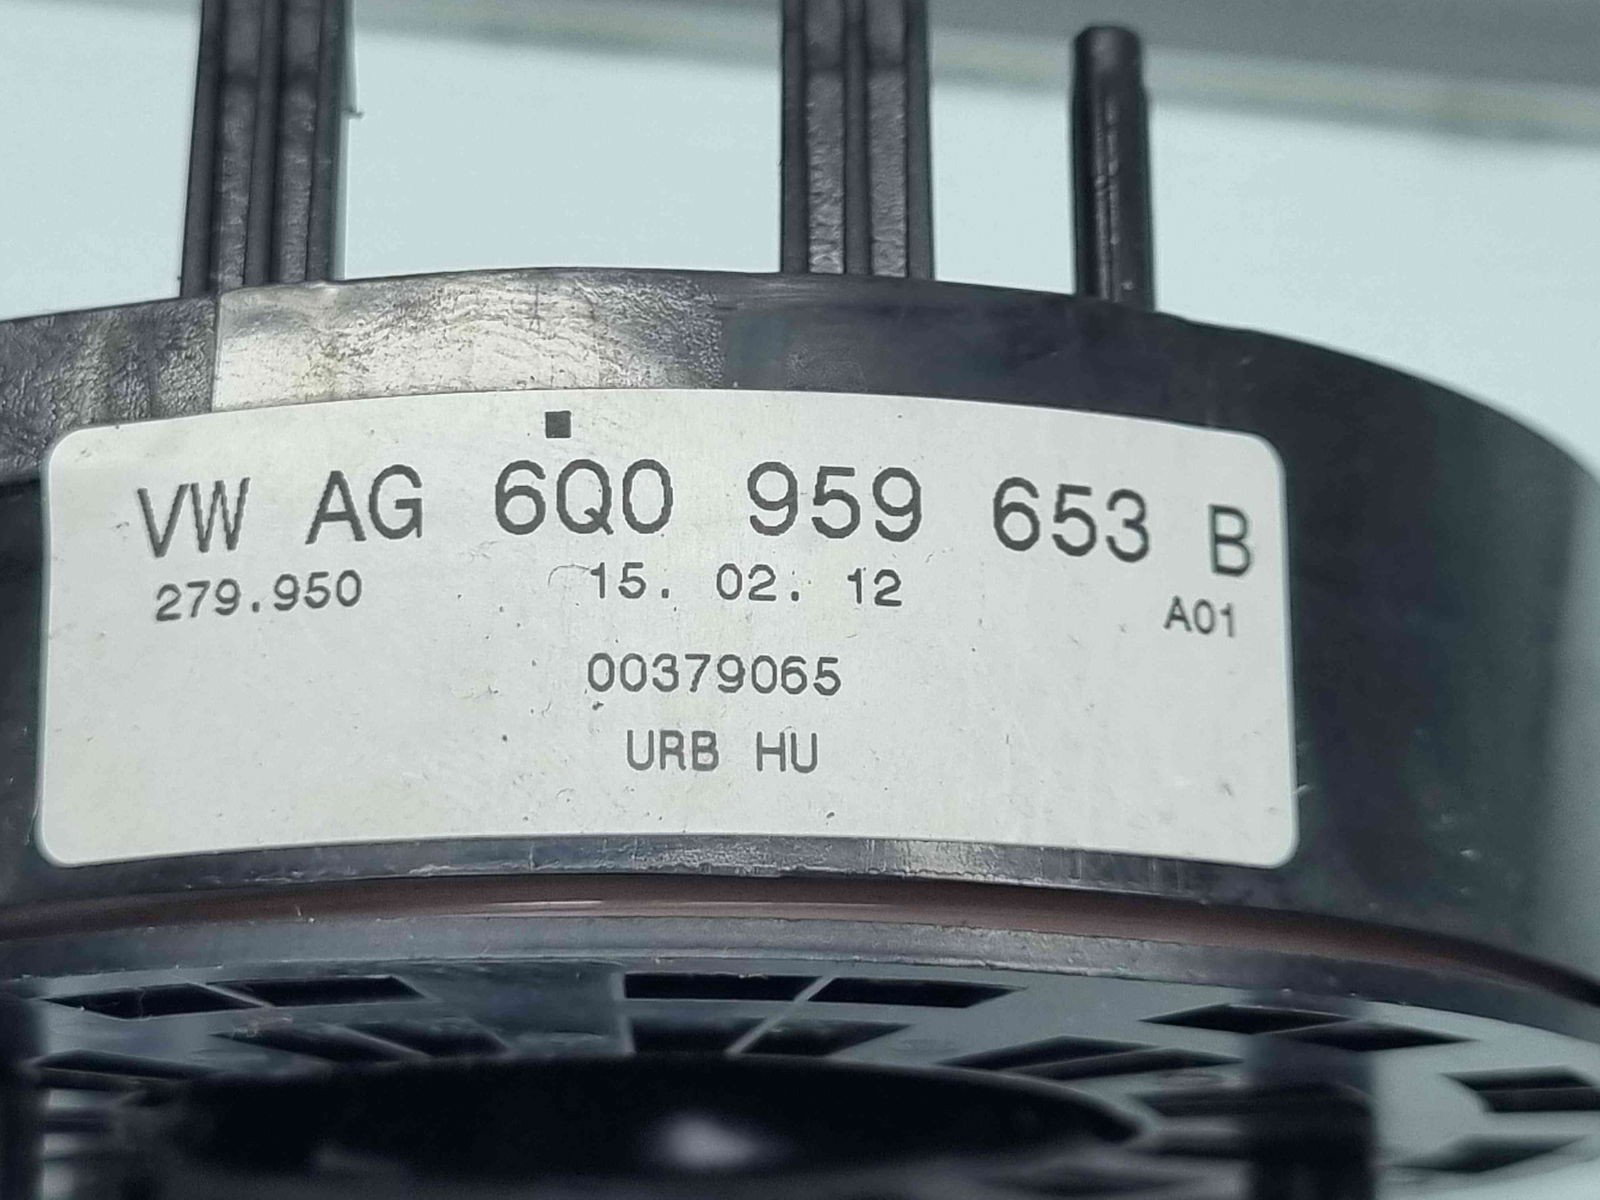 VW AG 6Q0 959 653 B
279.950 15. 02. 12 A01
00379065
URB HU